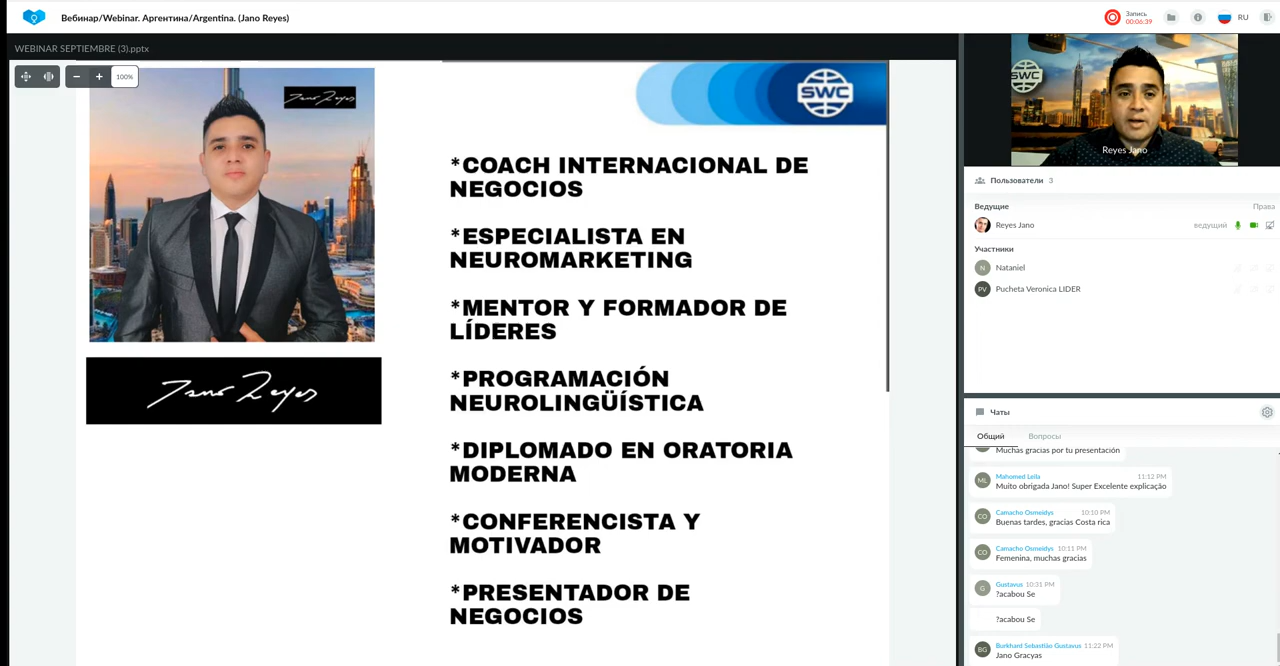 Вебинар/Webinar. Аргентина/Argentina. (Jano Reyes)
Запись
00:06:39
RU
WEBINAR SEPTIEMBRE (3).pptx
100%
Jano Reyes
SWC
*COACH INTERNACIONAL DE
NEGOCIOS
*ESPECIALISTA EN
NEUROMARKETING
*MENTOR Y FORMADOR DE
LÍDERES
*PROGRAMACIÓN
NEUROLINGÜÍSTICA
*DIPLOMADO EN ORATORIA
MODERNA
*CONFERENCISTA Y
MOTIVADOR
*PRESENTADOR DE
NEGOCIOS
Jano Reyes
SWC
Reyes Jano
Пользователи 3
Ведущие Права
Reyes Jano ведущий
Участники
N Nataniel
PV Pucheta Veronica LIDER
Чаты
Общий Вопросы
Muchas gracias por tu presentación
ML Mahomed Leila 11:12 PM
Muito obrigada Jano! Super Excelente explicação
CO Camacho Osmeidys 10:10 PM
Buenas tardes, gracias Costa rica
CO Camacho Osmeidys 10:11 PM
Femenina, muchas gracias
G Gustavus 10:31 PM
?acabou Se
?acabou Se
BG Burkhard Sebastião Gustavus 11:22 PM
Jano Gracyas